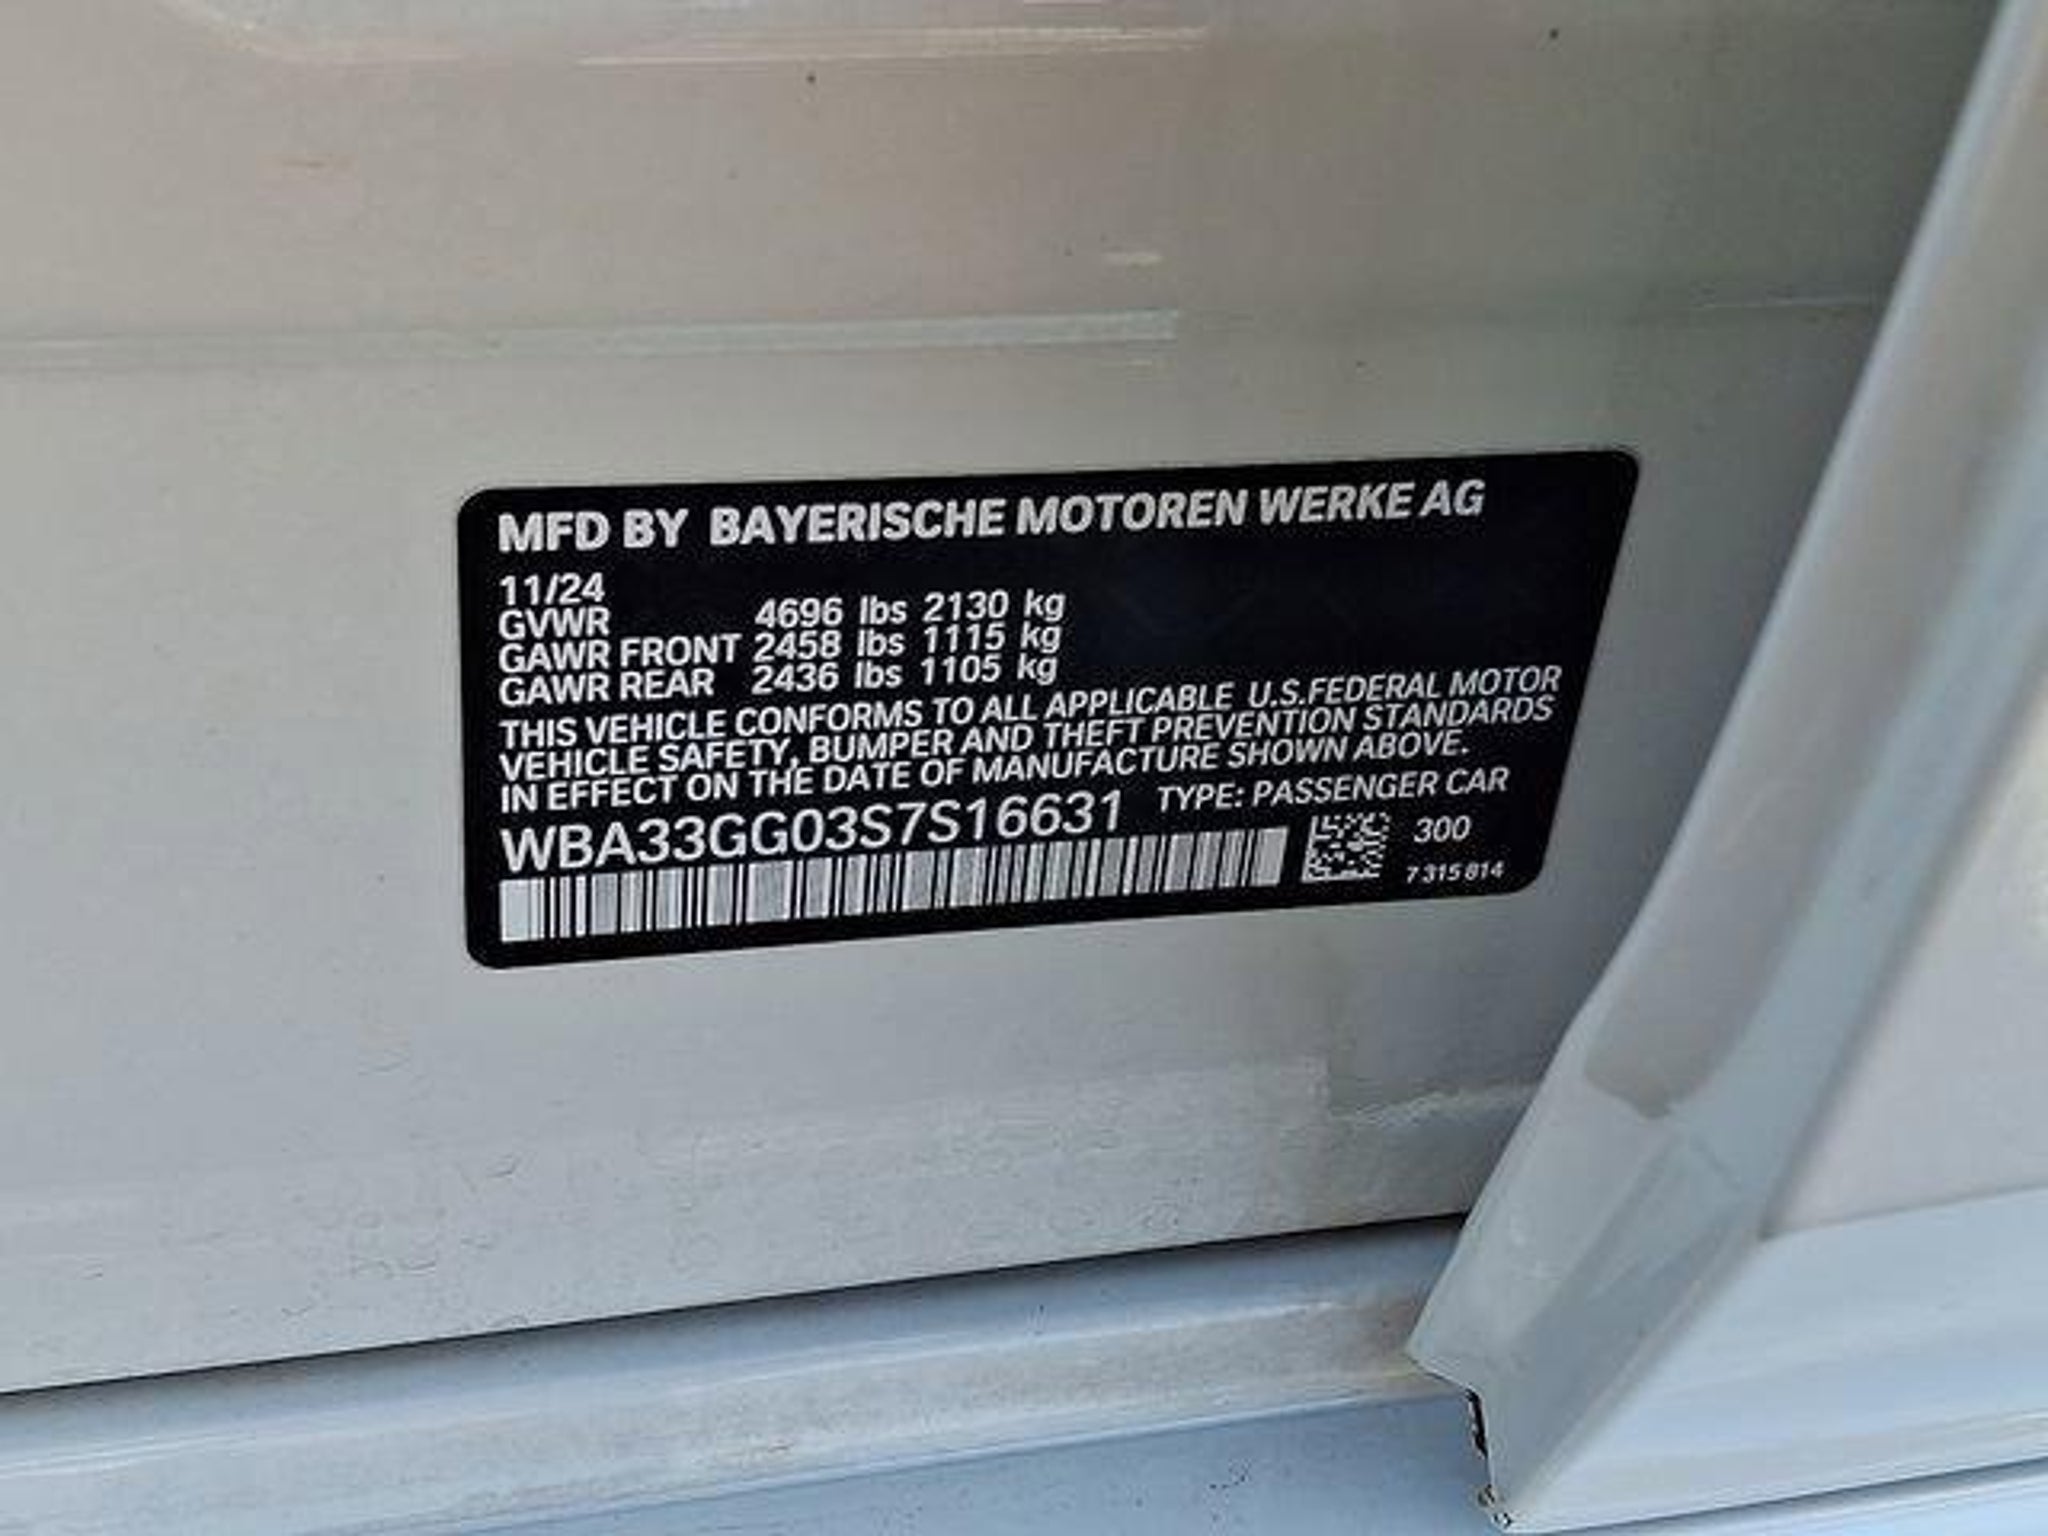 MFD BY BAYERISCHE MOTOREN WERKE AG
11/24
GVWR 4696 lbs 2130 kg
GAWR FRONT 2458 lbs 1115 kg
GAWR REAR 2436 lbs 1105 kg
THIS VEHICLE CONFORMS TO ALL APPLICABLE U.S.FEDERAL MOTOR
VEHICLE SAFETY, BUMPER AND THEFT PREVENTION STANDARDS
IN EFFECT ON THE DATE OF MANUFACTURE SHOWN ABOVE.
WBA33GG03S7S16631 TYPE: PASSENGER CAR
300
7 315 814